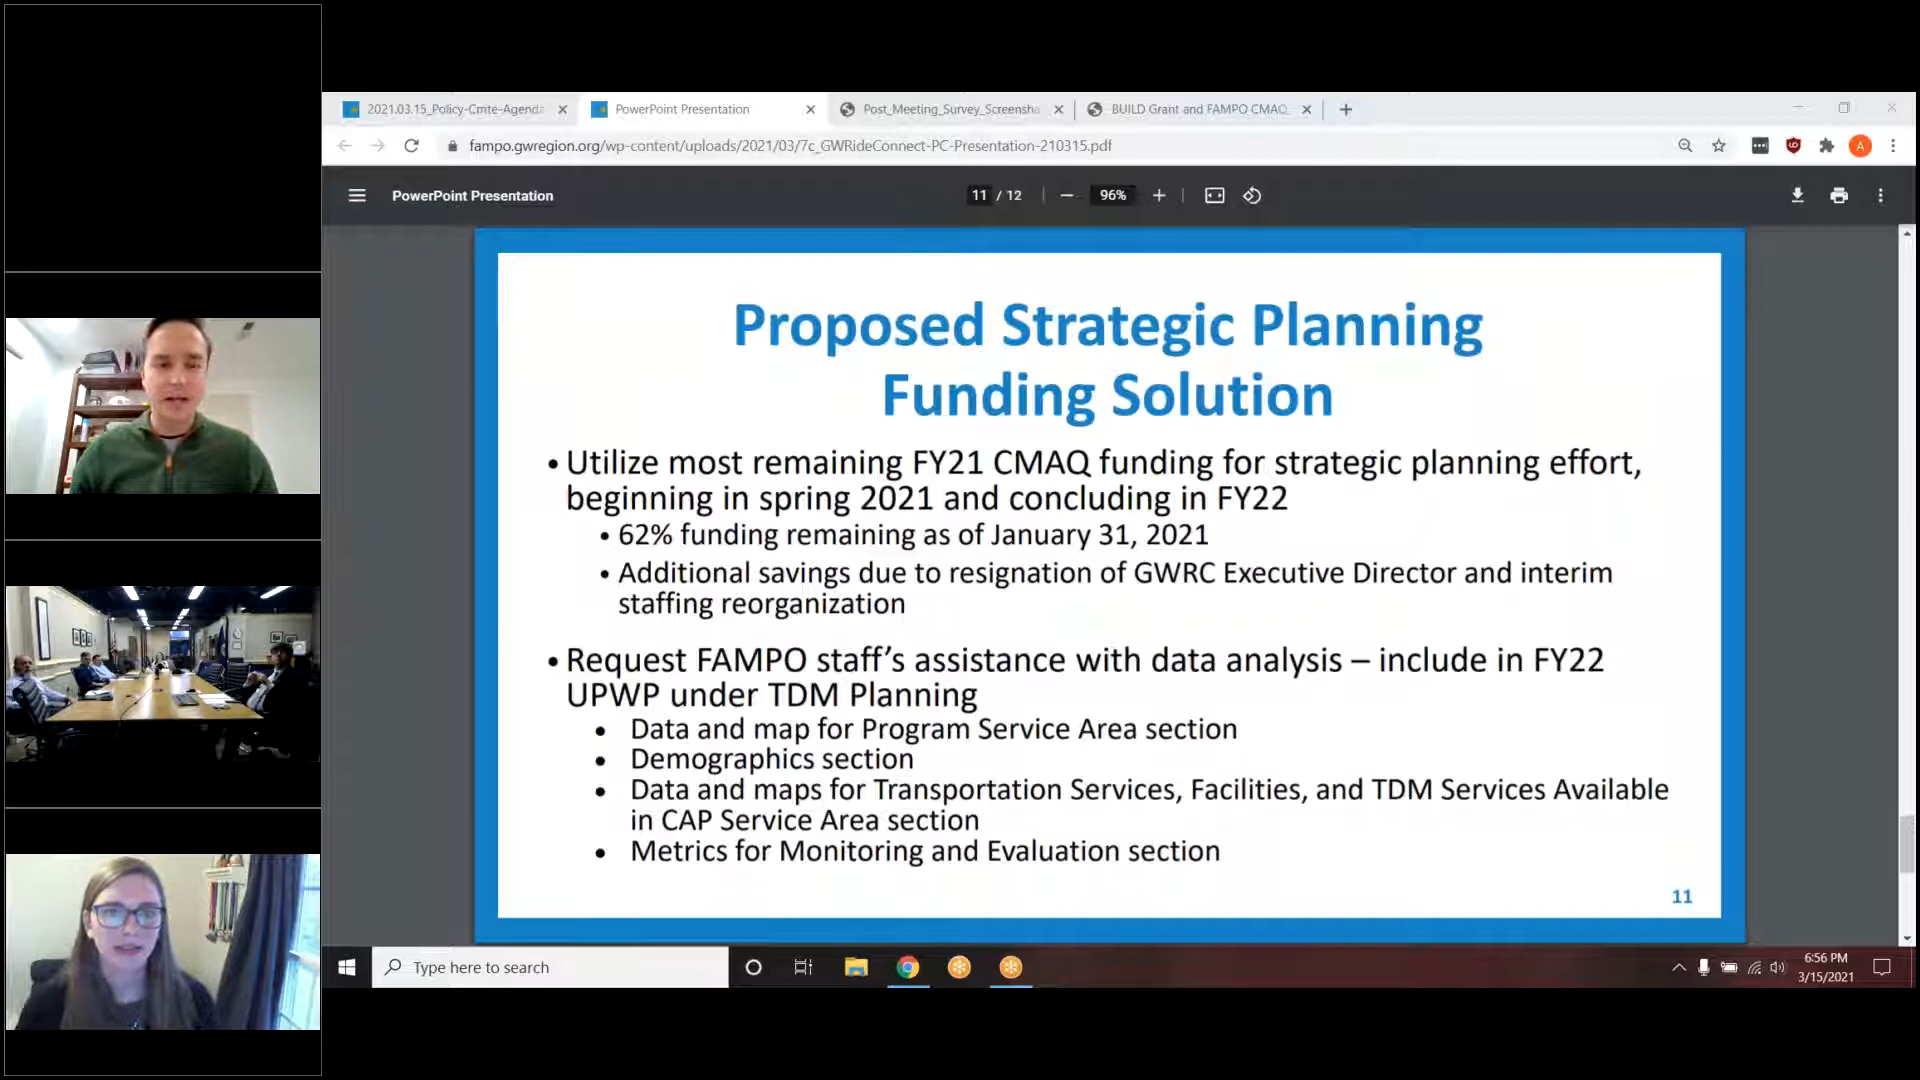 2021.03.15_Policy-Cmte-Agenda
PowerPoint Presentation
Post_Meeting_Survey_Screensha
BUILD Grant and FAMPO CMAQ
fampo.gwregion.org/wp-content/uploads/2021/03/7c_GWRideConnect-PC-Presentation-210315.pdf
A
PowerPoint Presentation
11 / 12
96%
Proposed Strategic Planning
Funding Solution
• Utilize most remaining FY21 CMAQ funding for strategic planning effort,
beginning in spring 2021 and concluding in FY22
• 62% funding remaining as of January 31, 2021
• Additional savings due to resignation of GWRC Executive Director and interim
staffing reorganization
• Request FAMPO staff’s assistance with data analysis – include in FY22
UPWP under TDM Planning
• Data and map for Program Service Area section
• Demographics section
• Data and maps for Transportation Services, Facilities, and TDM Services Available
in CAP Service Area section
• Metrics for Monitoring and Evaluation section
11
Type here to search
6:56 PM
3/15/2021